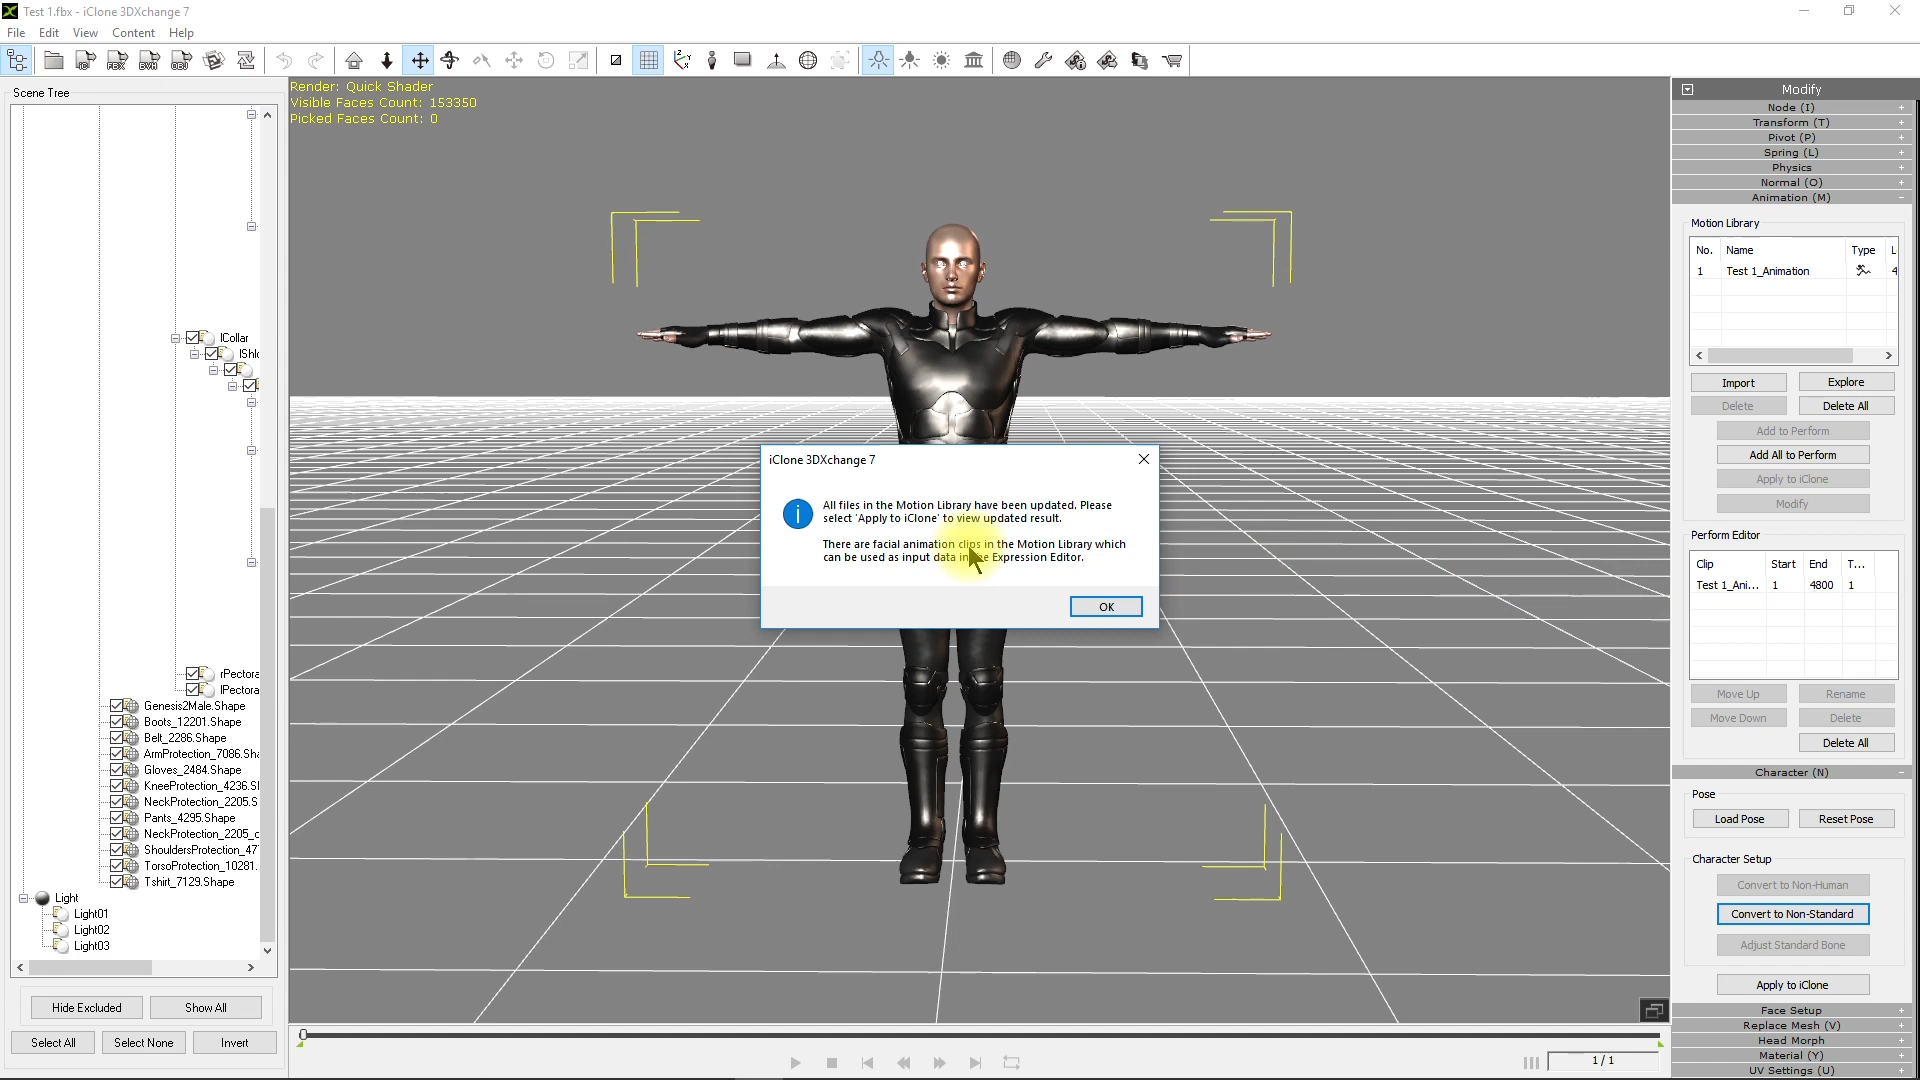 Test 1.fbx - iClone 3DXchange 7
File Edit View Content Help
Scene Tree
lCollar
rPectora
lPectora
Genesis2Male.Shape
Boots_12201.Shape
Belt_2286.Shape
ArmProtection_7086.Sha
Gloves_2484.Shape
KneeProtection_4236.S
NeckProtection_2205.S
Pants_4295.Shape
NeckProtection_2205_c
ShouldersProtection_47
TorsoProtection_10281.
Tshirt_7129.Shape
Light
Light01
Light02
Light03
Hide Excluded Show All
Select All Select None Invert
Render: Quick Shader
Visible Faces Count: 153350
Picked Faces Count: 0
iClone 3DXchange 7
All files in the Motion Library have been updated. Please
select 'Apply to iClone' to view updated result.
There are facial animation clips in the Motion Library which
can be used as input data in Expression Editor.
OK
1 / 1
Modify
Node (I) +
Transform (T) +
Pivot (P) +
Spring (L) +
Physics +
Normal (O) +
Animation (M) -
Motion Library
No. Name Type L
1 Test 1_Animation 4
Import Explore
Delete Delete All
Add to Perform
Add All to Perform
Apply to iClone
Modify
Perform Editor
Clip Start End T...
Test 1_Ani... 1 4800 1
Move Up Rename
Move Down Delete
Delete All
Character (N) -
Pose
Load Pose Reset Pose
Character Setup
Convert to Non-Human
Convert to Non-Standard
Adjust Standard Bone
Apply to iClone
Face Setup +
Replace Mesh (V) +
Head Morph +
Material (Y) +
UV Settings (U) +